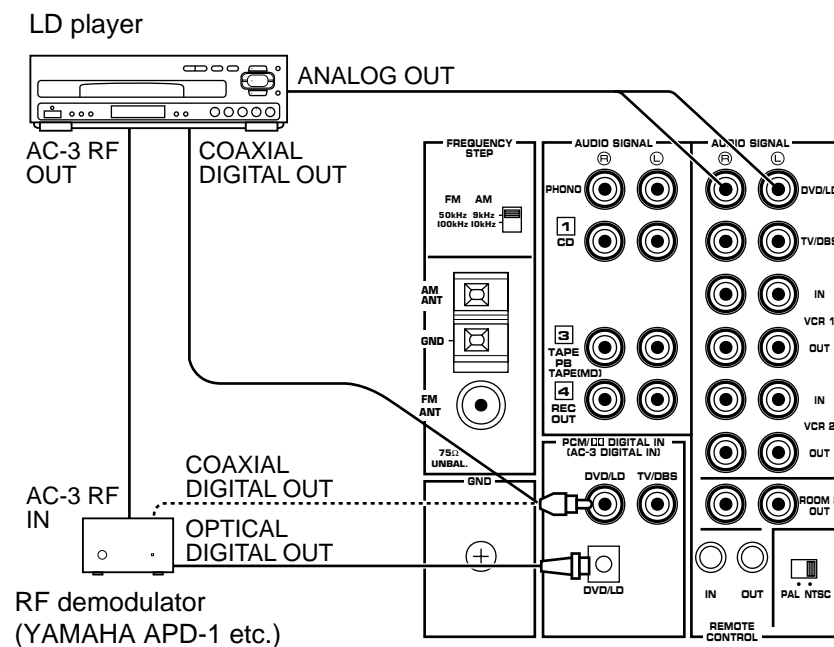 LD player
ANALOG OUT
AC-3 RF
OUT
COAXIAL
DIGITAL OUT
FREQUENCY
STEP
FM AM
50kHz 9kHz
100kHz 10kHz
AM
ANT
GND
FM
ANT
75Ω
UNBAL.
GND
AUDIO SIGNAL
R L
PHONO
1
CD
3
TAPE
PB
TAPE(MD)
4
REC
OUT
AUDIO SIGNAL
R L
DVD/LD
TV/DBS
IN
VCR 1
OUT
IN
VCR 2
OUT
ROOM
OUT
PCM/DD DIGITAL IN
(AC-3 DIGITAL IN)
DVD/LD TV/DBS
DVD/LD
IN OUT
REMOTE
CONTROL
PAL NTSC
COAXIAL
DIGITAL OUT
AC-3 RF
IN
OPTICAL
DIGITAL OUT
RF demodulator
(YAMAHA APD-1 etc.)